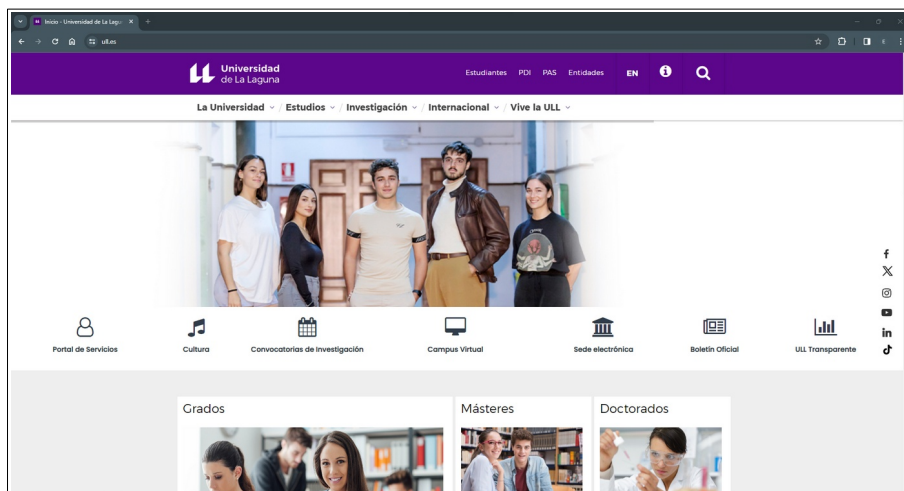 Inicio - Universidad de La Lagu
ull.es
Universidad
de La Laguna
Estudiantes PDI PAS Entidades EN
La Universidad / Estudios / Investigación / Internacional / Vive la ULL
Portal de Servicios
Cultura
Convocatorias de Investigación
Campus Virtual
Sede electrónica
Boletín Oficial
ULL Transparente
Grados
Másteres
Doctorados